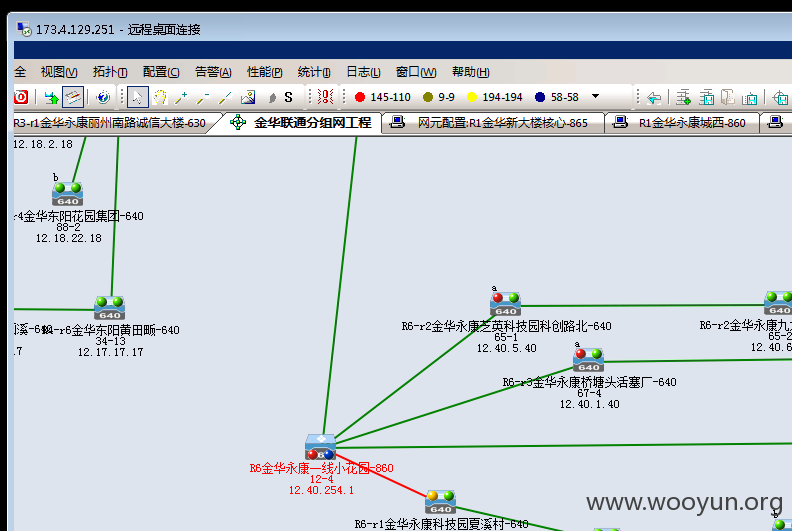 173.4.129.251 - 远程桌面连接
全 视图(V) 拓扑(T) 配置(C) 告警(A) 性能(P) 统计(I) 日志(L) 窗口(W) 帮助(H)
S 145-110 9-9 194-194 58-58
R3-r1金华永康丽州南路诚信大楼-630 金华联通分组网工程 网元配置:R1金华新大楼核心-865 R1金华永康城西-860
12.18.2.18
b
640
r4金华东阳花园集团-640
88-2
12.18.22.18
640
R4-r6金华东阳黄田畈-640
34-13
12.17.17.17
a
640
R6-r2金华永康芝英科技园科创路北-640
65-1
12.40.5.40
640
R6-r2金华永康九
65-2
12.40.6
a
640
R6-r3金华永康桥塘头活塞厂-640
67-4
12.40.1.40
R6金华永康一线小花园-860
12-4
12.40.254.1
640
R6-r1金华永康科技园夏溪村-640
b
www.wooyun.org